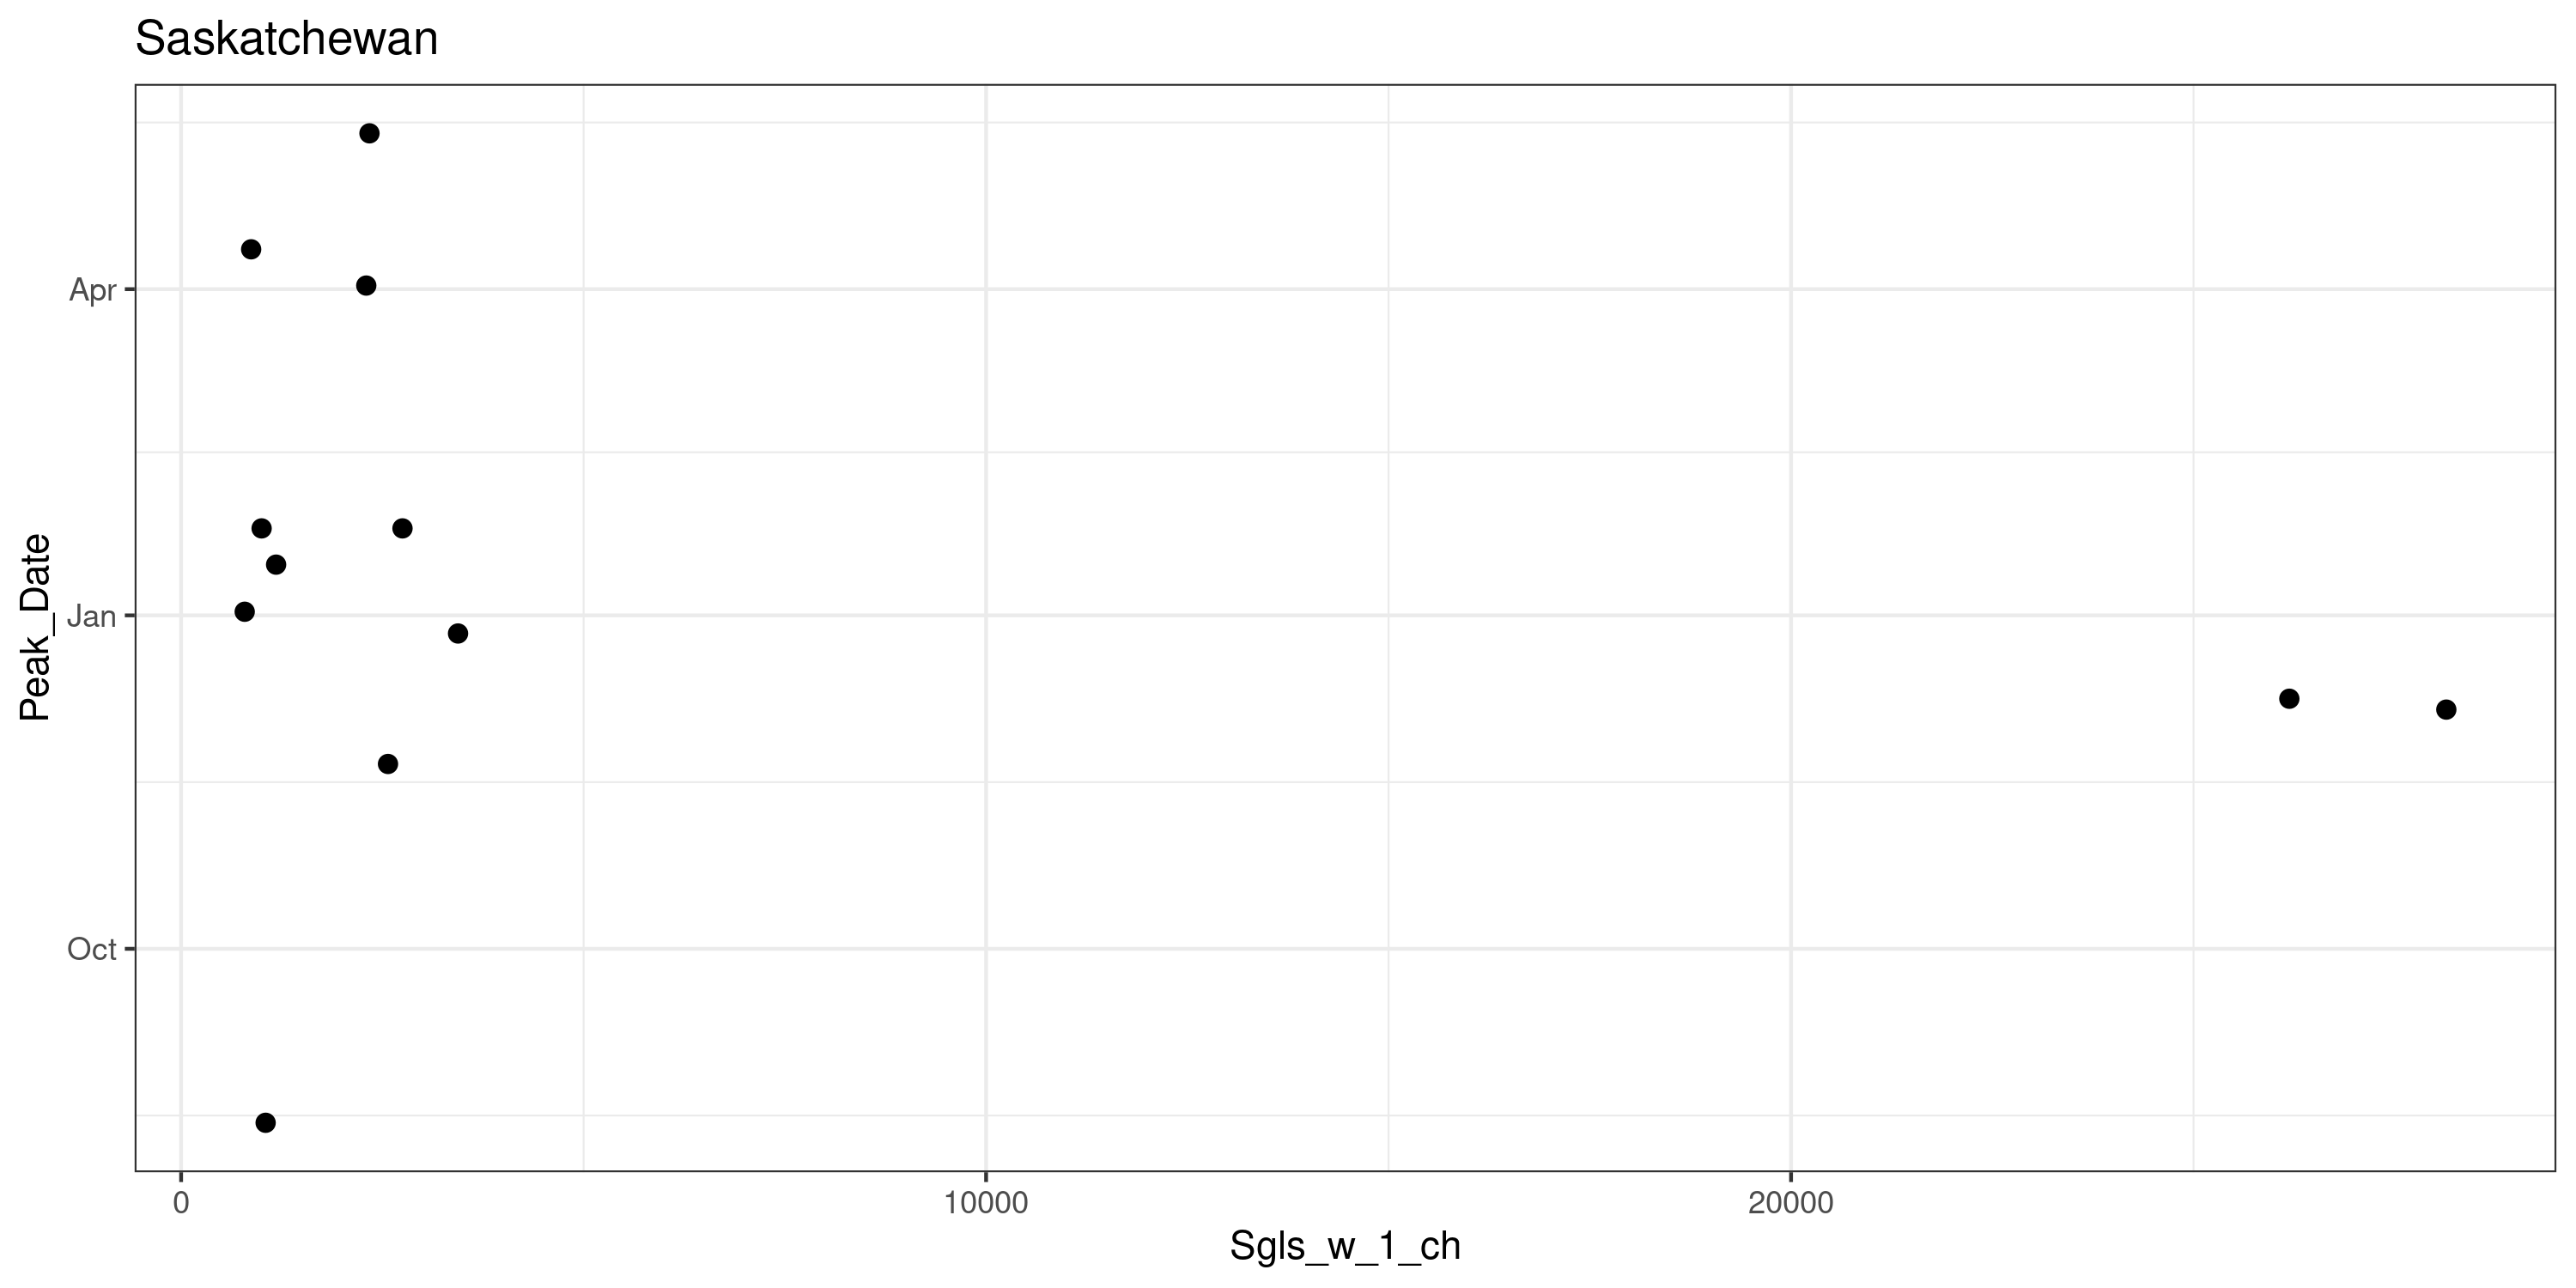 Saskatchewan
Peak_Date
Apr
Jan
Oct
0 10000 20000
Sgls_w_1_ch